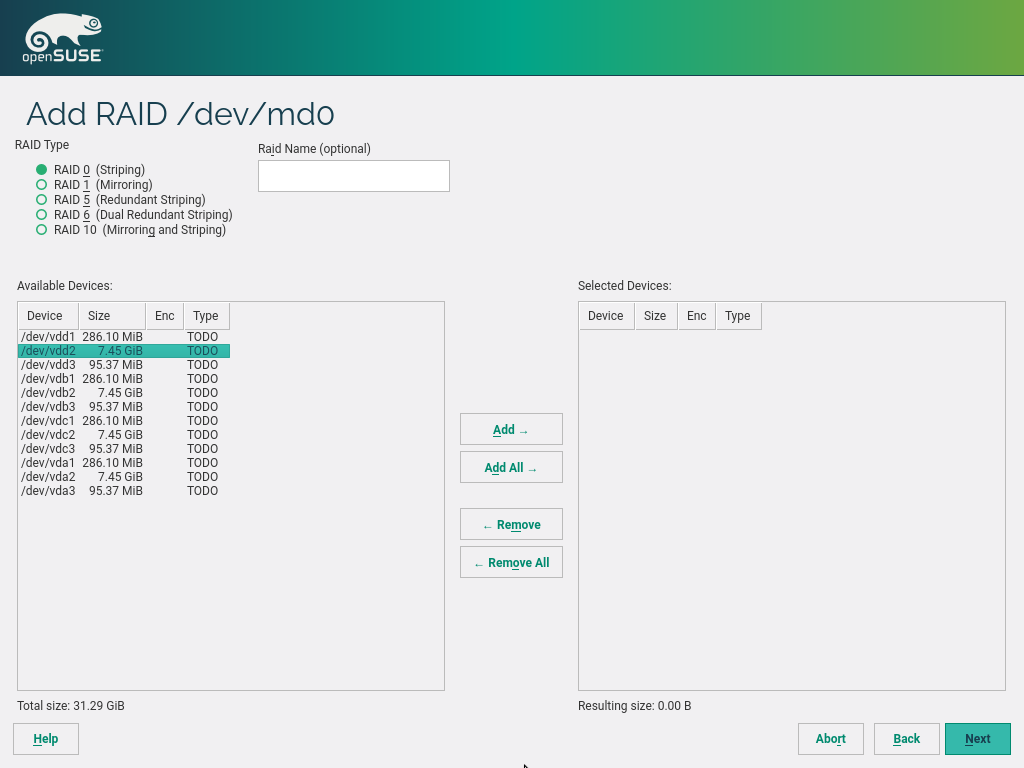 openSUSE
Add RAID /dev/md0
RAID Type
RAID 0 (Striping)
RAID 1 (Mirroring)
RAID 5 (Redundant Striping)
RAID 6 (Dual Redundant Striping)
RAID 10 (Mirroring and Striping)
Raid Name (optional)
Available Devices:
Device Size Enc Type
/dev/vdd1 286.10 MiB TODO
/dev/vdd2 7.45 GiB TODO
/dev/vdd3 95.37 MiB TODO
/dev/vdb1 286.10 MiB TODO
/dev/vdb2 7.45 GiB TODO
/dev/vdb3 95.37 MiB TODO
/dev/vdc1 286.10 MiB TODO
/dev/vdc2 7.45 GiB TODO
/dev/vdc3 95.37 MiB TODO
/dev/vda1 286.10 MiB TODO
/dev/vda2 7.45 GiB TODO
/dev/vda3 95.37 MiB TODO
Total size: 31.29 GiB
Add →
Add All →
← Remove
← Remove All
Selected Devices:
Device Size Enc Type
Resulting size: 0.00 B
Help Abort Back Next